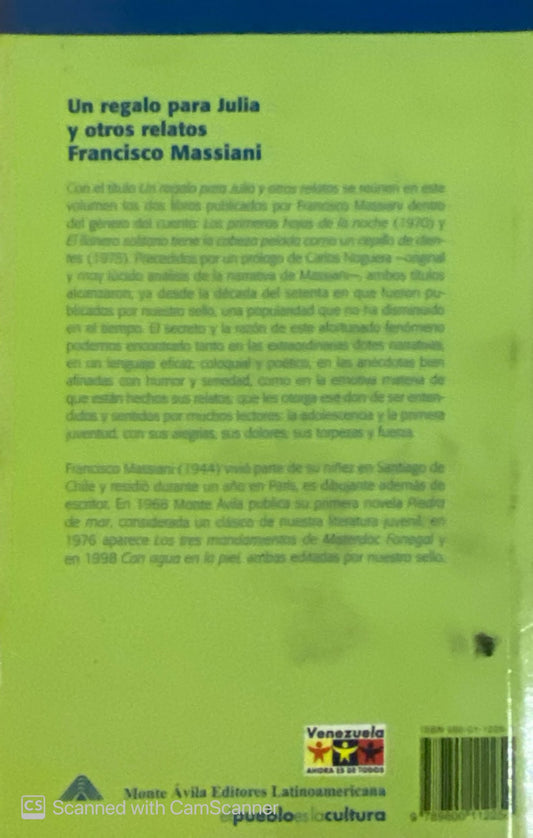 Un regalo para Julia
y otros relatos
Francisco Massiani
Con el título Un regalo para Julia y otros relatos se reúnen en este
volumen los dos libros publicados por Francisco Massiani dentro
del género del cuento: Las primeras hojas de la noche (1970) y
El llanero solitario tiene la cabeza pelada como un cepillo de dien-
tes (1975). Precedidos por un prólogo de Carlos Noguera —original
y muy lúcido análisis de la narrativa de Massiani—, ambos títulos
alcanzaron, ya desde la década del setenta en que fueron pu-
blicados por nuestro sello, una popularidad que no ha disminuido
en el tiempo. El secreto y la razón de este afortunado fenómeno
podemos encontrarlo tanto en las extraordinarias dotes narrativas,
en un lenguaje eficaz, coloquial y poético, en las anécdotas bien
afinadas con humor y seriedad, como en la emotiva materia de
que están hechos sus relatos, que les otorga ese don de ser enten-
didos y sentidos por muchos lectores: la adolescencia y la primera
juventud, con sus alegrías, sus dolores, sus torpezas y fuerza.
Francisco Massiani (1944) vivió parte de su niñez en Santiago de
Chile y residió durante un año en París, es dibujante además de
escritor. En 1968 Monte Ávila publica su primera novela Piedra
de mar, considerada un clásico de nuestra literatura juvenil, en
1976 aparece Los tres mandamientos de Misterdoc Fonegal y
en 1998 Con agua en la piel, ambas editadas por nuestro sello.
Venezuela
AHORA ES DE TODOS
Monte Ávila Editores Latinoamericana
CS Scanned with CamScanner
el pueblo es la cultura